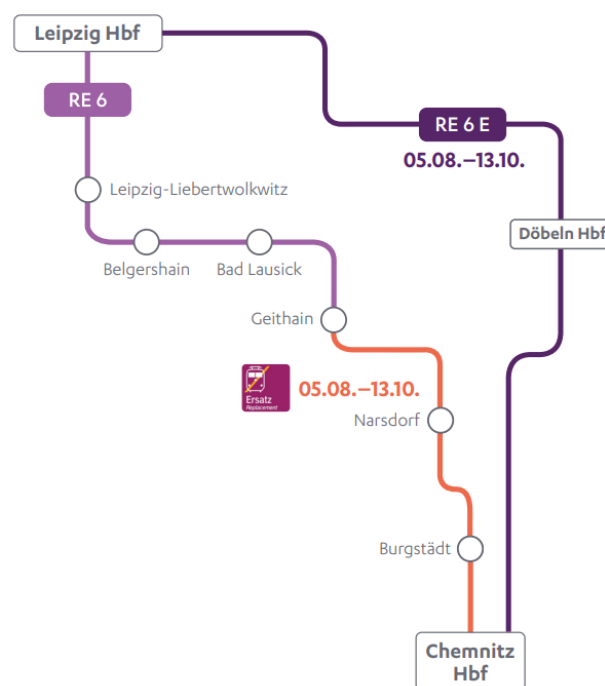 Leipzig Hbf
RE 6
RE 6 E
05.08.–13.10.
Leipzig-Liebertwolkwitz
Döbeln Hbf
Belgershain
Bad Lausick
Geithain
Ersatz
Replacement
05.08.–13.10.
Narsdorf
Burgstädt
Chemnitz
Hbf